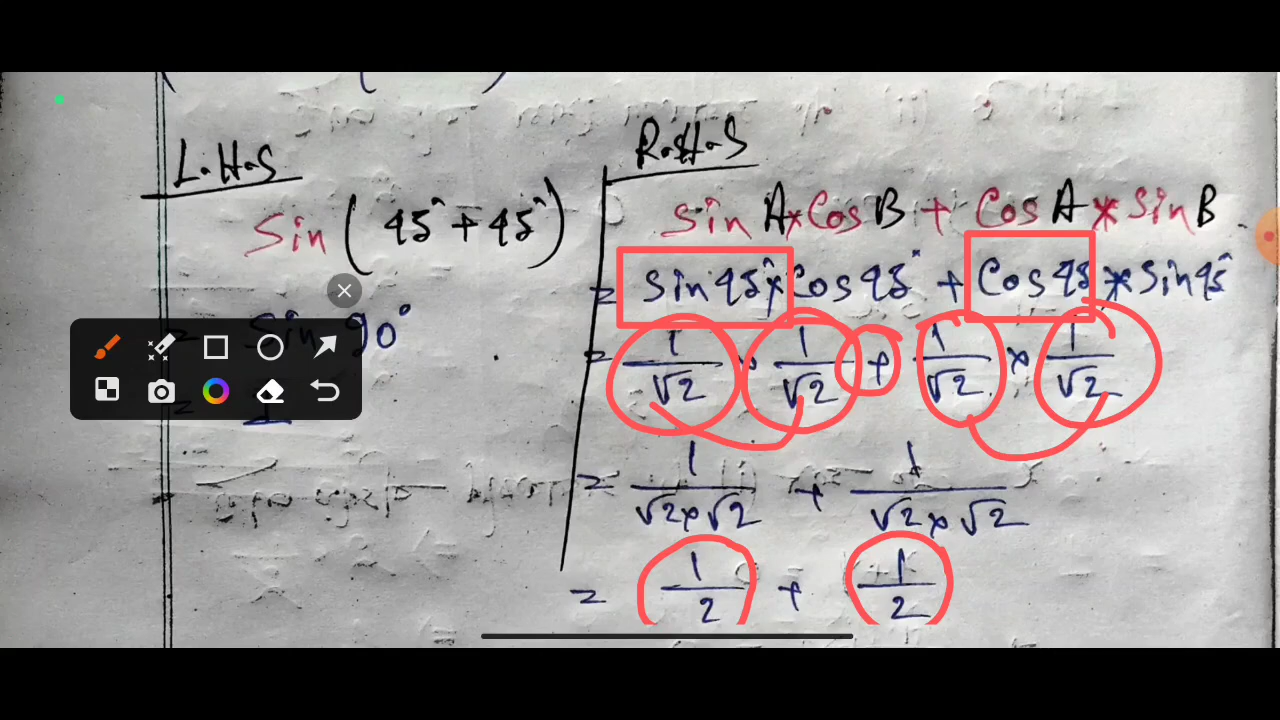 L.H.S
Sin (45° + 45°)
= Sin 90°
=
R.H.S
Sin A × Cos B + Cos A × Sin B
= Sin 45° × Cos 45° + Cos 45 × Sin 45°
= 1/√2 × 1/√2 + 1/√2 × 1/√2
= 1/√2×√2 + 1/√2×√2
= 1/2 + 1/2